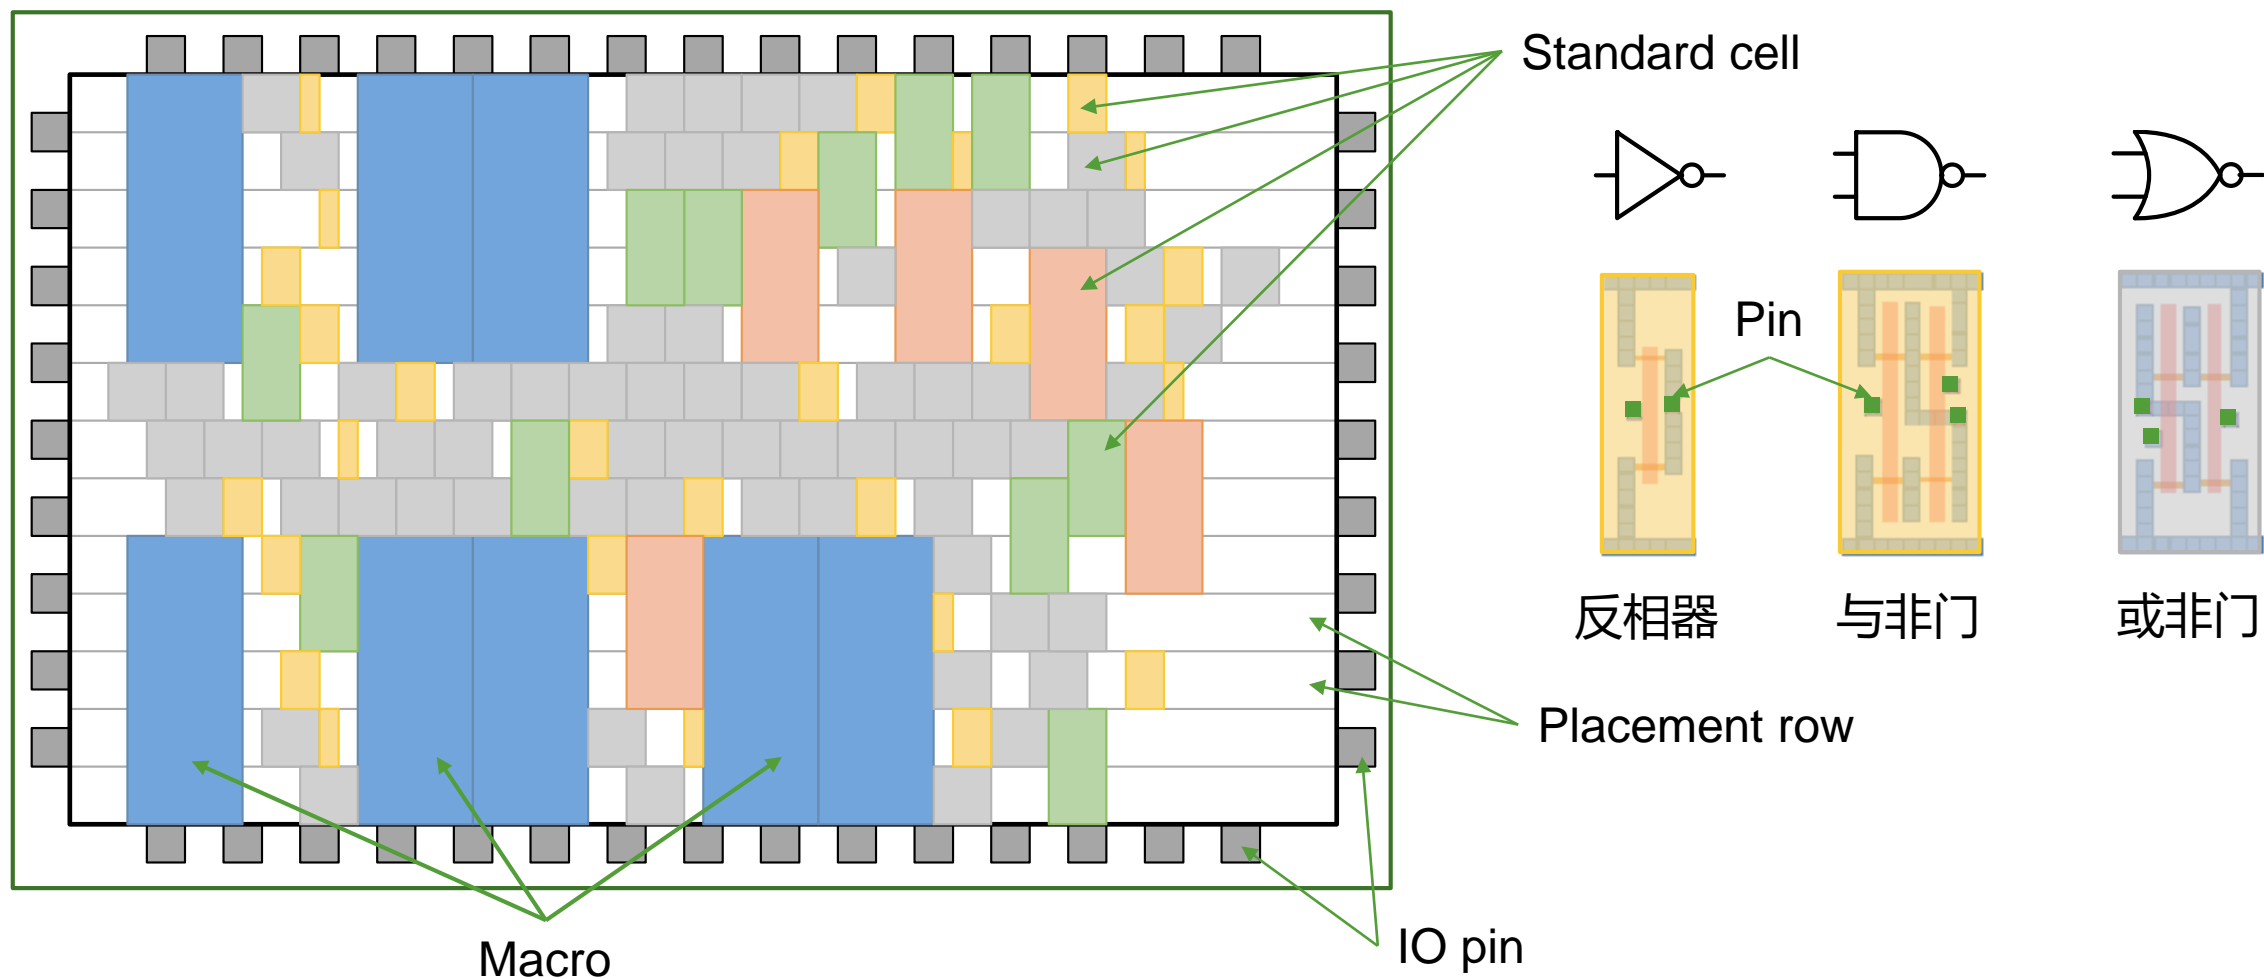 Standard cell
Pin
反相器
与非门
或非门
Placement row
IO pin
Macro